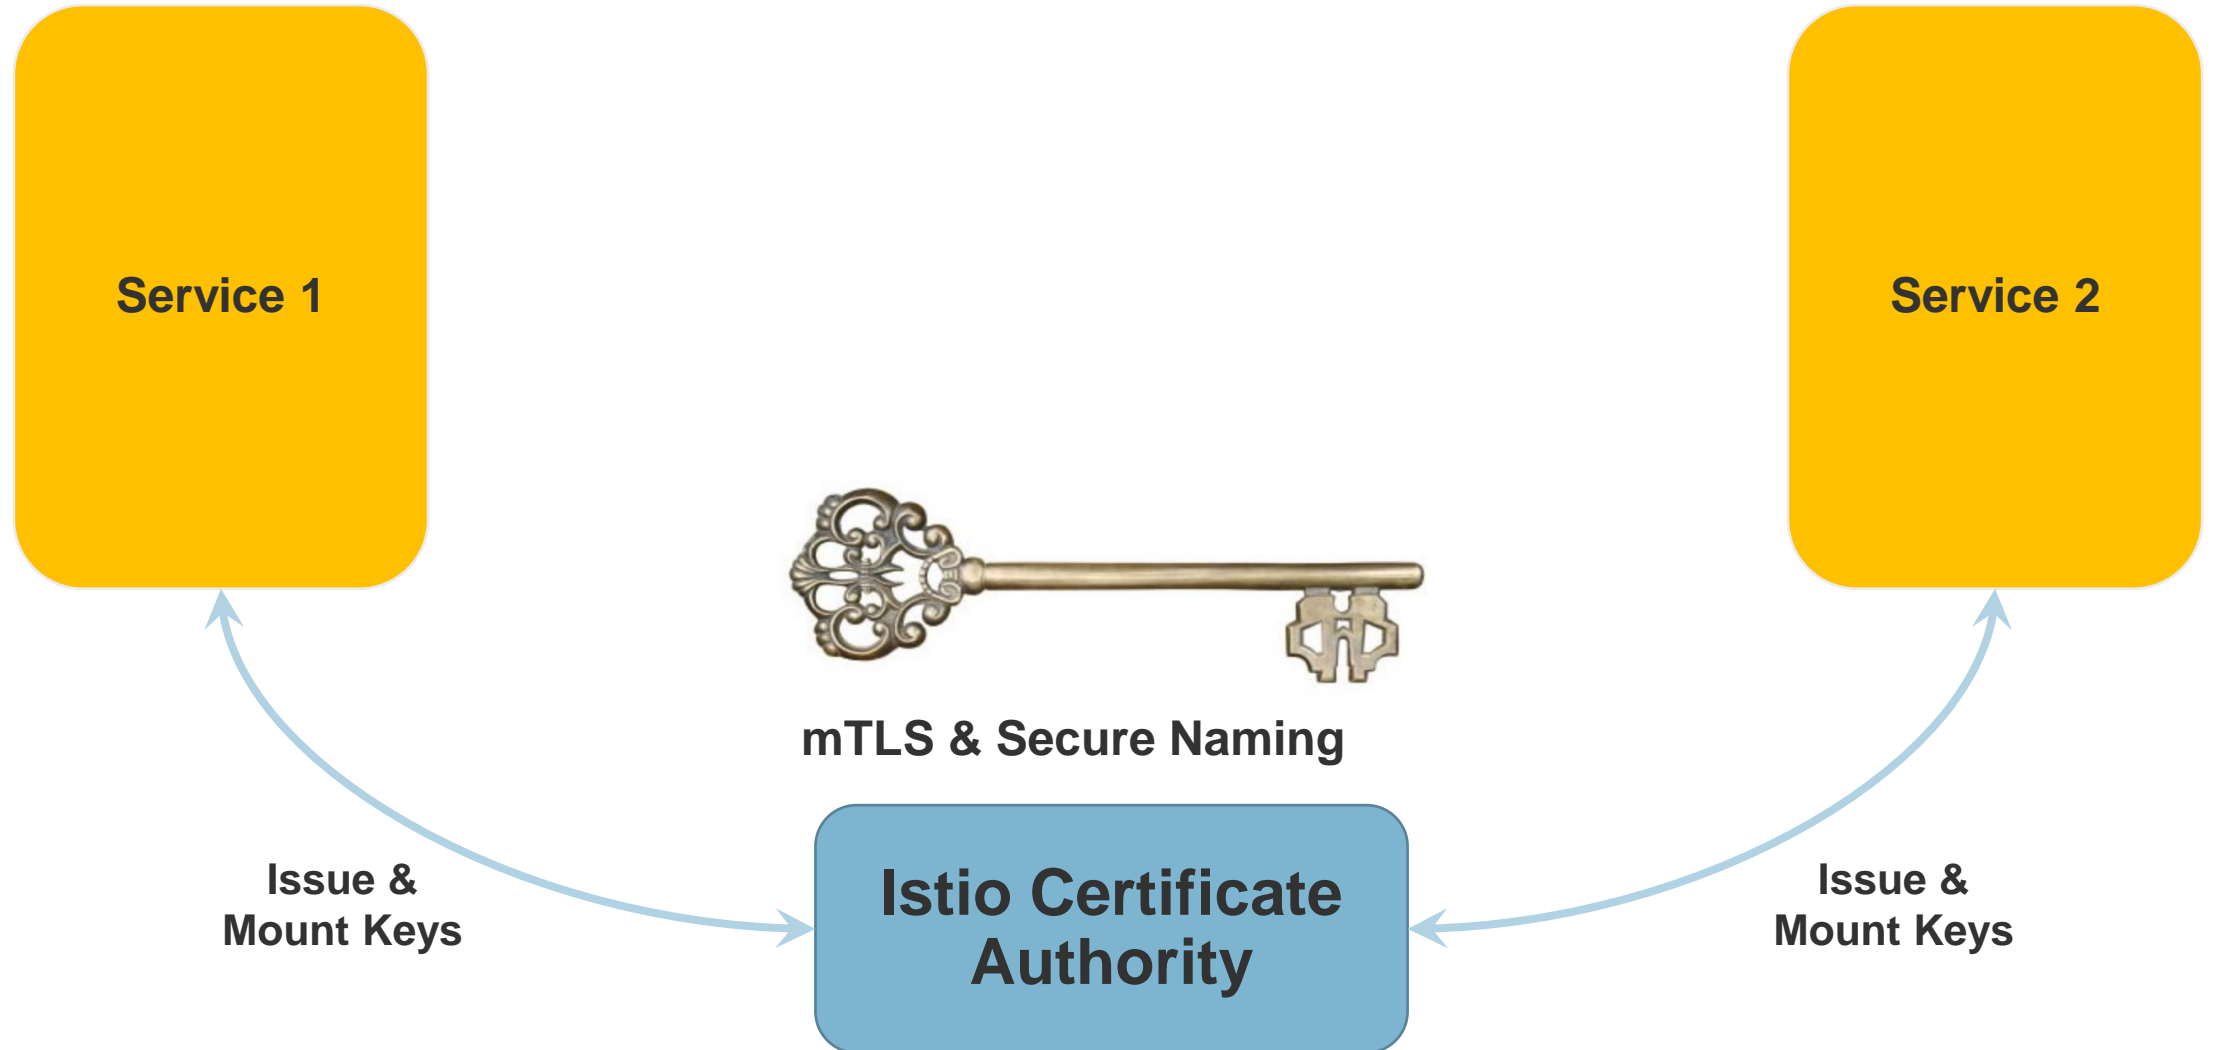 Service 1
Service 2
mTLS & Secure Naming
Issue &
Mount Keys
Istio Certificate
Authority
Issue &
Mount Keys